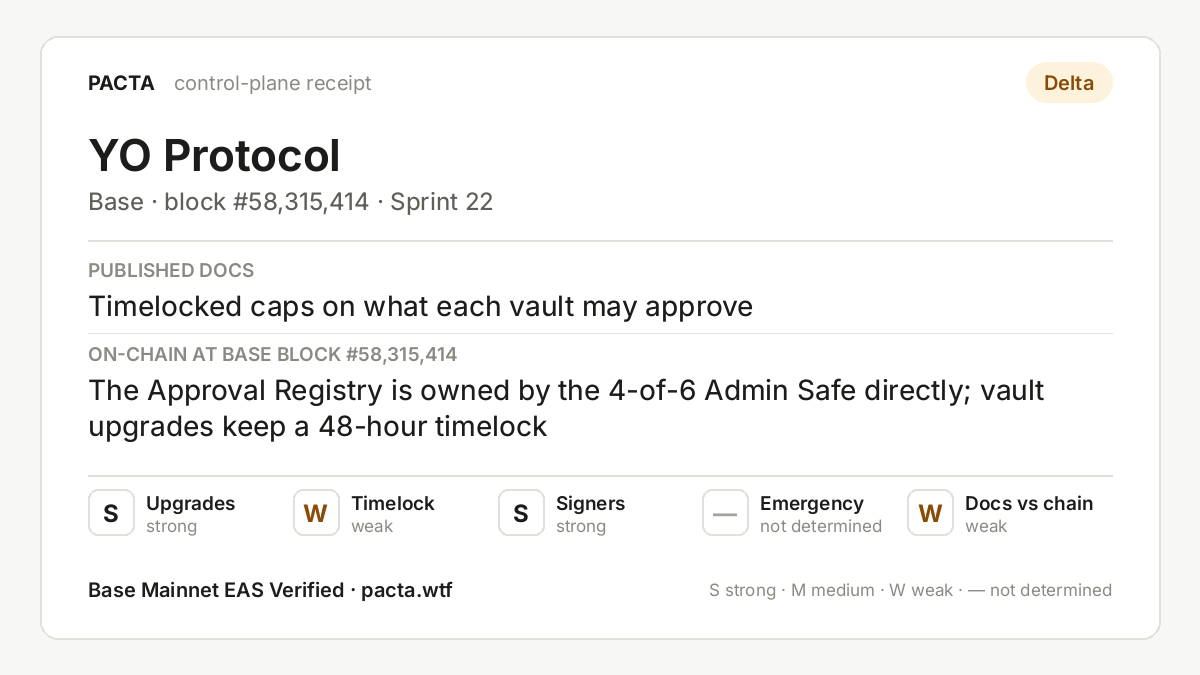 PACTA control-plane receipt
Delta
YO Protocol
Base · block #58,315,414 · Sprint 22
PUBLISHED DOCS
Timelocked caps on what each vault may approve
ON-CHAIN AT BASE BLOCK #58,315,414
The Approval Registry is owned by the 4-of-6 Admin Safe directly; vault
upgrades keep a 48-hour timelock
S Upgrades
strong
W Timelock
weak
S Signers
strong
— Emergency
not determined
W Docs vs chain
weak
Base Mainnet EAS Verified · pacta.wtf
S strong · M medium · W weak · — not determined